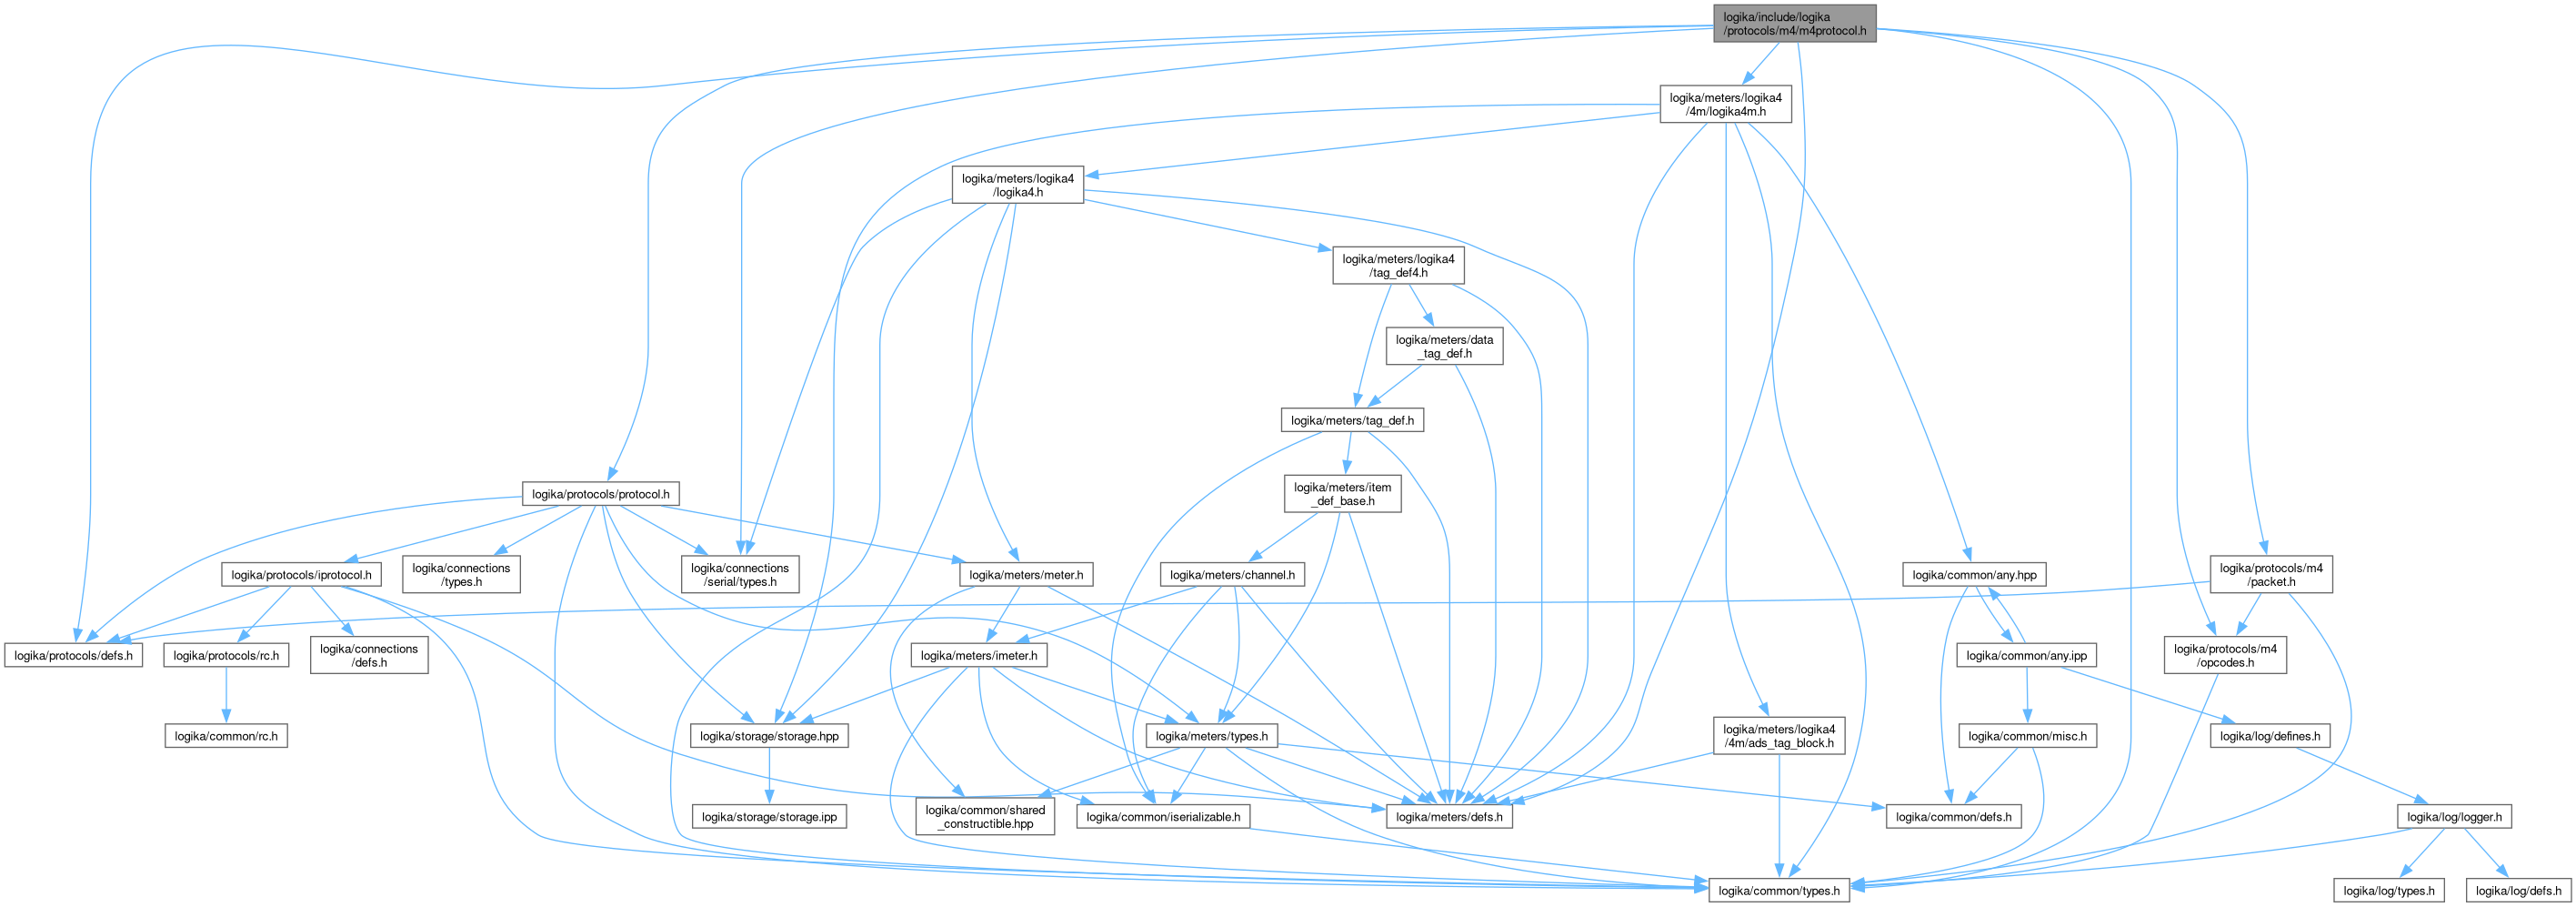 logika/include/logika
/protocols/m4/m4protocol.h
logika/meters/logika4
/4m/logika4m.h
logika/meters/logika4
/logika4.h
logika/meters/logika4
/tag_def4.h
logika/meters/data
_tag_def.h
logika/meters/tag_def.h
logika/protocols/protocol.h
logika/meters/item
_def_base.h
logika/protocols/iprotocol.h
logika/connections
/types.h
logika/connections
/serial/types.h
logika/meters/meter.h
logika/meters/channel.h
logika/common/any.hpp
logika/protocols/m4
/packet.h
logika/protocols/defs.h
logika/protocols/rc.h
logika/connections
/defs.h
logika/meters/imeter.h
logika/common/any.ipp
logika/protocols/m4
/opcodes.h
logika/common/rc.h
logika/storage/storage.hpp
logika/meters/types.h
logika/meters/logika4
/4m/ads_tag_block.h
logika/common/misc.h
logika/log/defines.h
logika/storage/storage.ipp
logika/common/shared
_constructible.hpp
logika/common/iserializable.h
logika/meters/defs.h
logika/common/defs.h
logika/log/logger.h
logika/common/types.h
logika/log/types.h
logika/log/defs.h